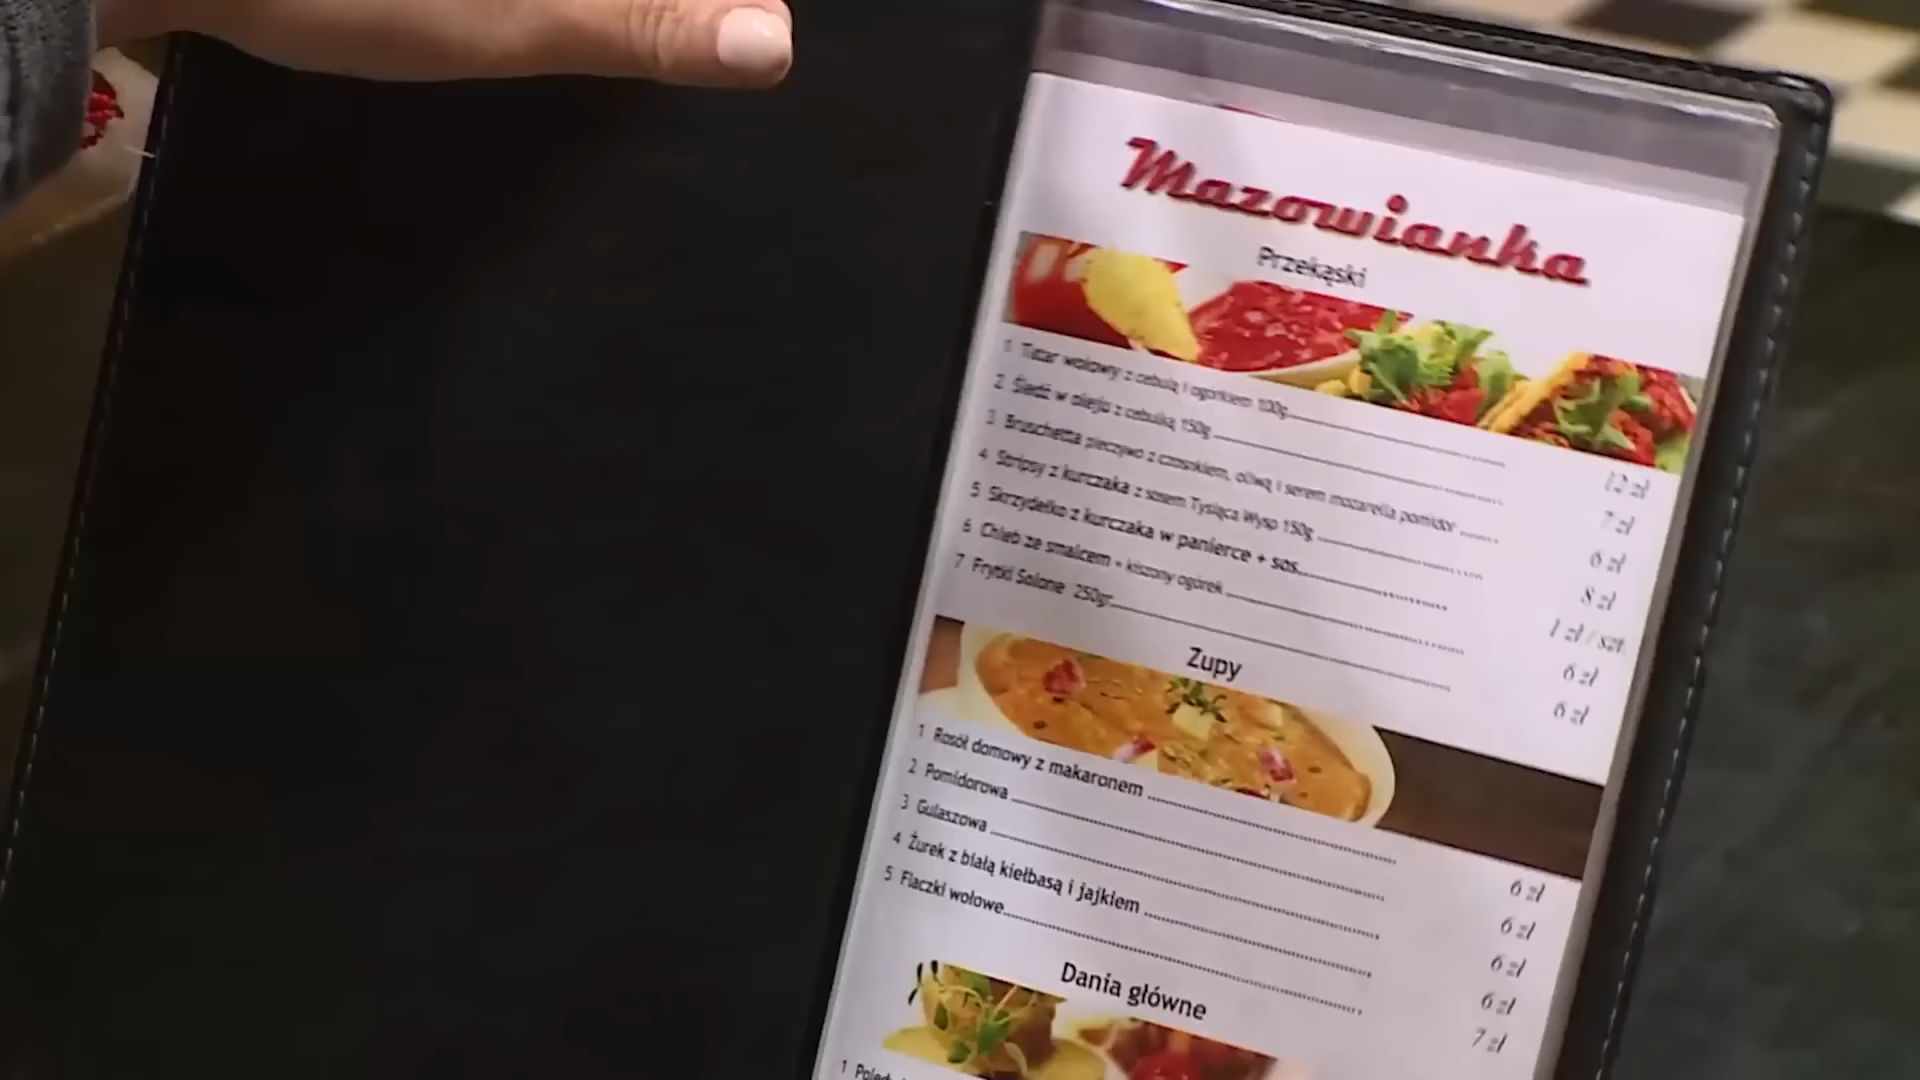 Mazowianka
Przekąski
1 Tatar wołowy z cebulą i ogórkiem 100g 12 zł
2 Śledź w oleju z cebulką 150g 7 zł
3 Bruschetta pieczywo z czosnkiem, oliwą i serem mozarella pomidor 6 zł
4 Stripsy z kurczaka z sosem Tysiąca Wysp 150g 8 zł
5 Skrzydełko z kurczaka w panierce + sos 1 zł / szt.
6 Chleb ze smalcem + kiszony ogórek 6 zł
7 Frytki Solone 250gr 6 zł
Zupy
1 Rosół domowy z makaronem 6 zł
2 Pomidorowa 6 zł
3 Gulaszowa 6 zł
4 Żurek z białą kiełbasą i jajkiem 6 zł
5 Flaczki wołowe 7 zł
Dania główne
1